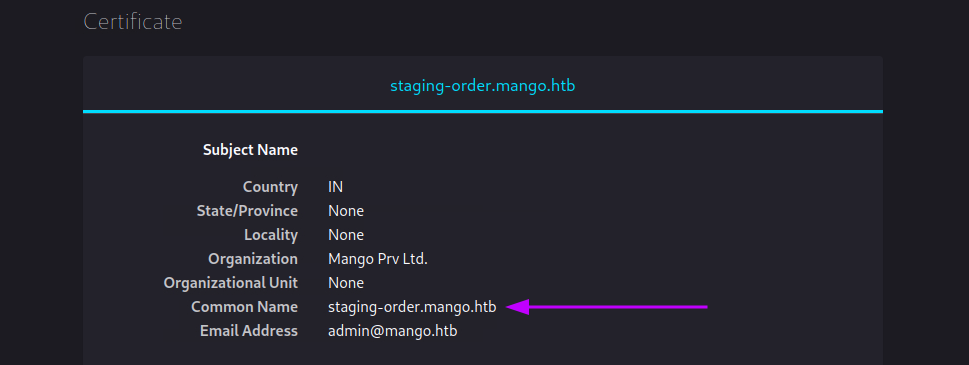 Certificate
staging-order.mango.htb
Subject Name
Country IN
State/Province None
Locality None
Organization Mango Prv Ltd.
Organizational Unit None
Common Name staging-order.mango.htb
Email Address admin@mango.htb